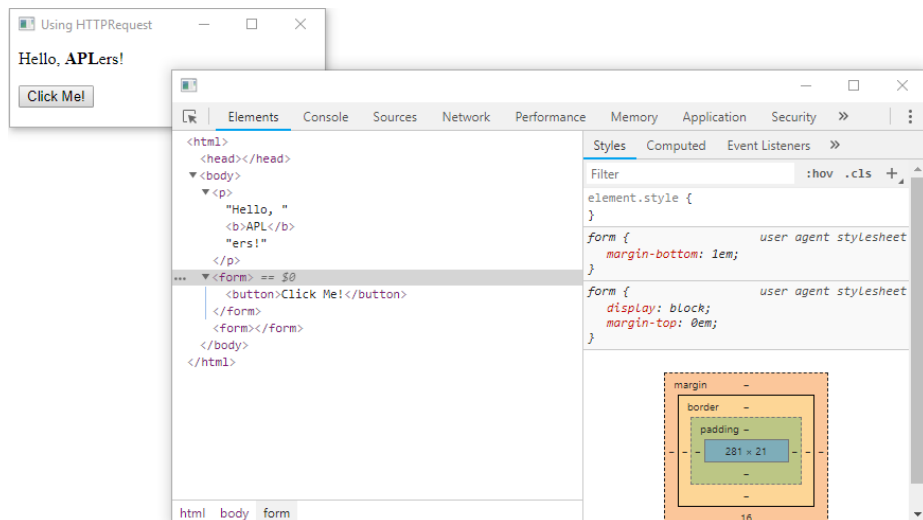 Using HTTPRequest
Hello, APLers!
Click Me!
Elements Console Sources Network Performance Memory Application Security »
<html>
<head></head>
▼<body>
▼<p>
"Hello, "
<b>APL</b>
"ers!"
</p>
... ▼<form> == $0
<button>Click Me!</button>
</form>
<form></form>
</body>
</html>
html body form
Styles Computed Event Listeners »
Filter :hov .cls +
element.style {
}
form { user agent stylesheet
margin-bottom: 1em;
}
form { user agent stylesheet
display: block;
margin-top: 0em;
}
margin –
border –
padding –
– – – 281 × 21 – – –
–
–
16